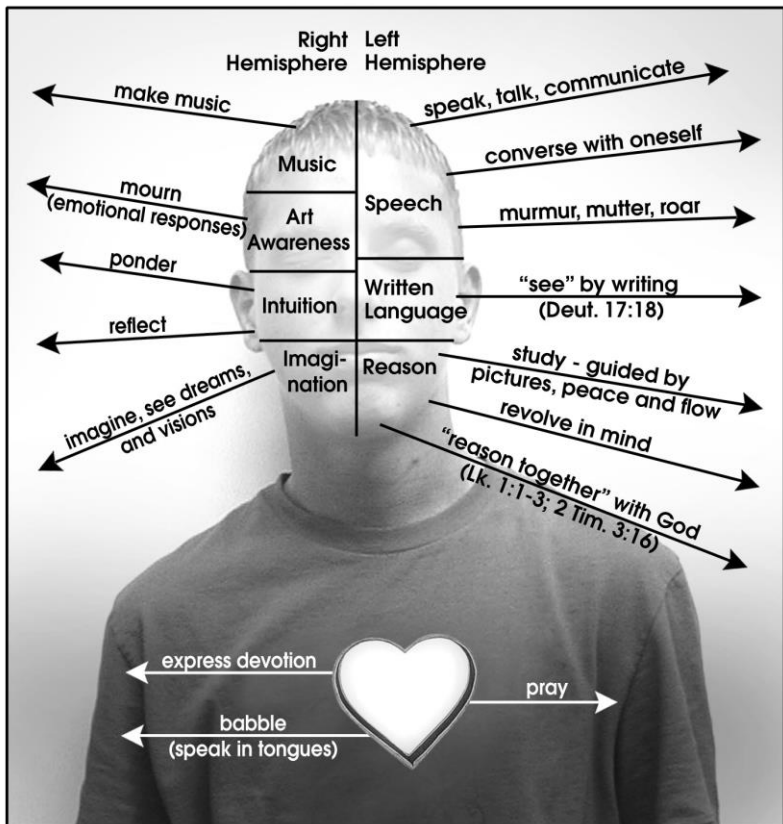 Right
Hemisphere
Left
Hemisphere
make music
mourn
(emotional responses)
ponder
reflect
imagine, see dreams,
and visions
Music
Art
Awareness
Intuition
Imagi-
nation
Speech
Written
Language
Reason
speak, talk, communicate
converse with oneself
murmur, mutter, roar
“see” by writing
(Deut. 17:18)
study - guided by
pictures, peace and flow
revolve in mind
“reason together” with God
(Lk. 1:1-3; 2 Tim. 3:16)
express devotion
babble
(speak in tongues)
pray